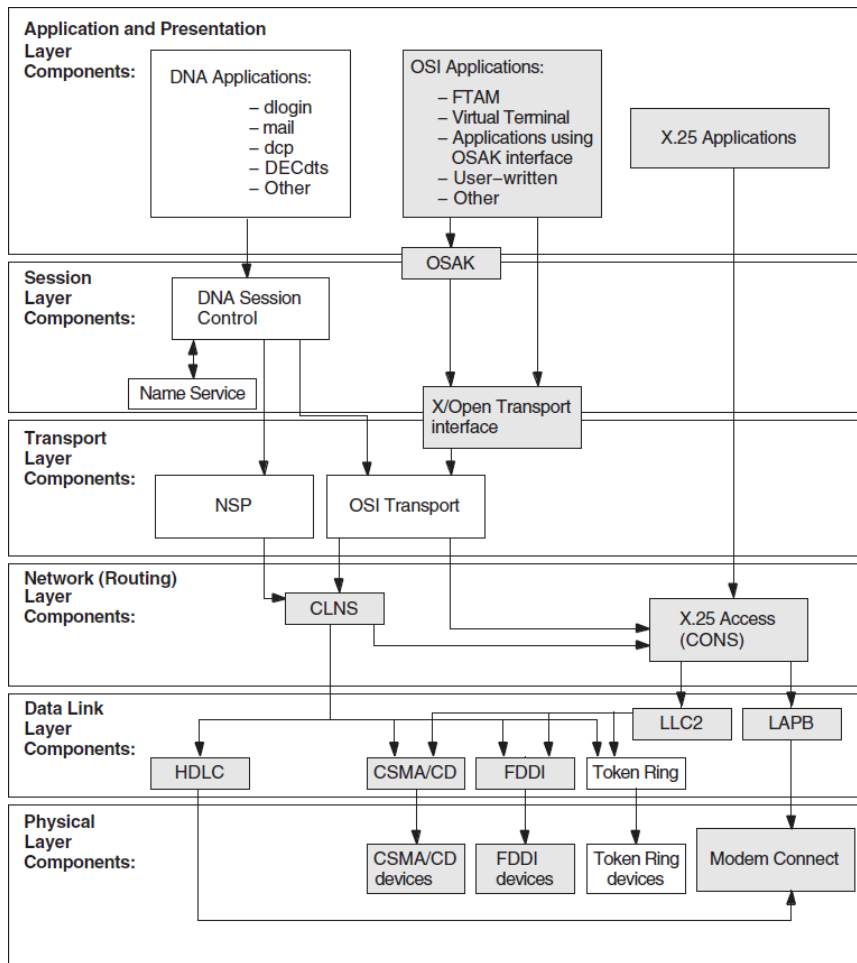 Application and Presentation
Layer
Components:
DNA Applications:
– dlogin
– mail
– dcp
– DECdts
– Other
OSI Applications:
– FTAM
– Virtual Terminal
– Applications using
OSAK interface
– User–written
– Other
X.25 Applications
OSAK
Session
Layer
Components:
DNA Session
Control
Name Service
X/Open Transport
interface
Transport
Layer
Components:
NSP
OSI Transport
Network (Routing)
Layer
Components:
CLNS
X.25 Access
(CONS)
Data Link
Layer
Components:
LLC2
LAPB
HDLC
CSMA/CD
FDDI
Token Ring
Physical
Layer
Components:
CSMA/CD
devices
FDDI
devices
Token Ring
devices
Modem Connect